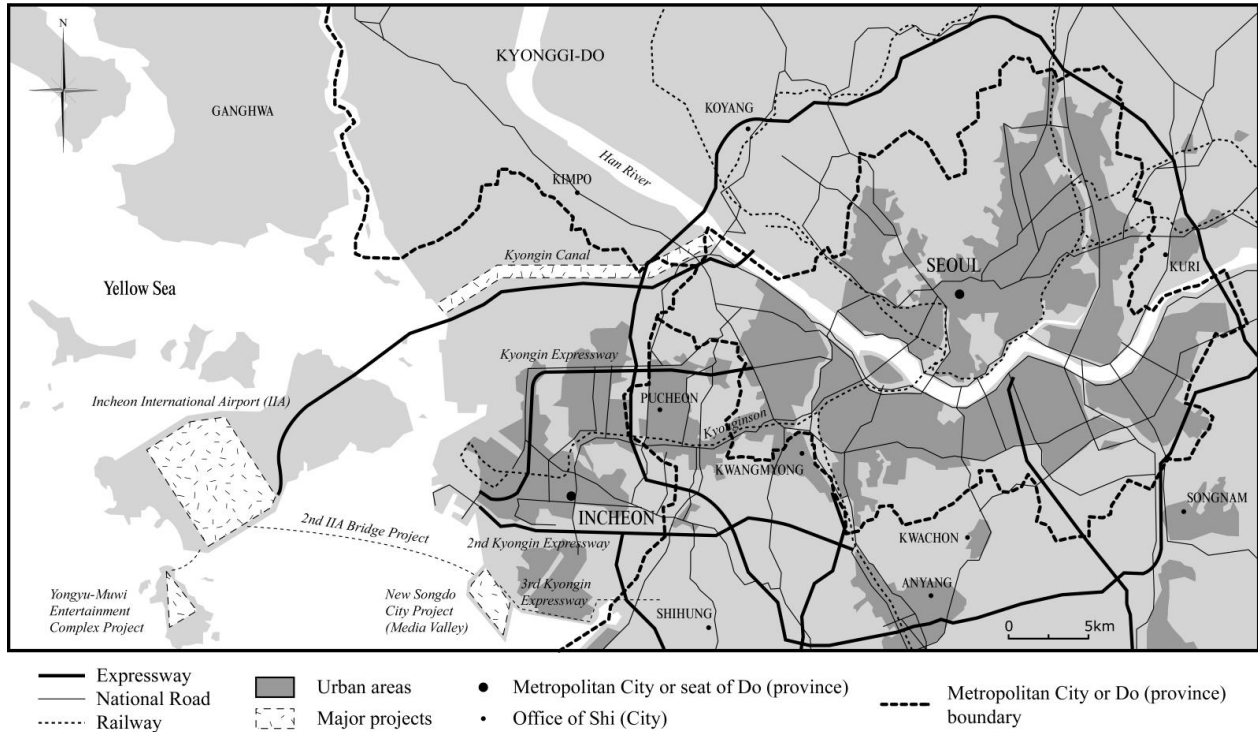 N
KYONGGI-DO
GANGHWA
KOYANG
Han River
KIMPO
Kyongin Canal
SEOUL
KURI
Yellow Sea
Kyongin Expressway
Incheon International Airport (IIA)
PUCHEON
Kyonginson
KWANGMYONG
SONGNAM
INCHEON
2nd IIA Bridge Project
2nd Kyongin Expressway
KWACHON
ANYANG
Yongyu-Muwi
Entertainment
Complex Project
New Songdo
City Project
(Media Valley)
3rd Kyongin
Expressway
SHIHUNG
0 5km
Expressway
National Road
Railway
Urban areas
Major projects
Metropolitan City or seat of Do (province)
Office of Shi (City)
Metropolitan City or Do (province)
boundary